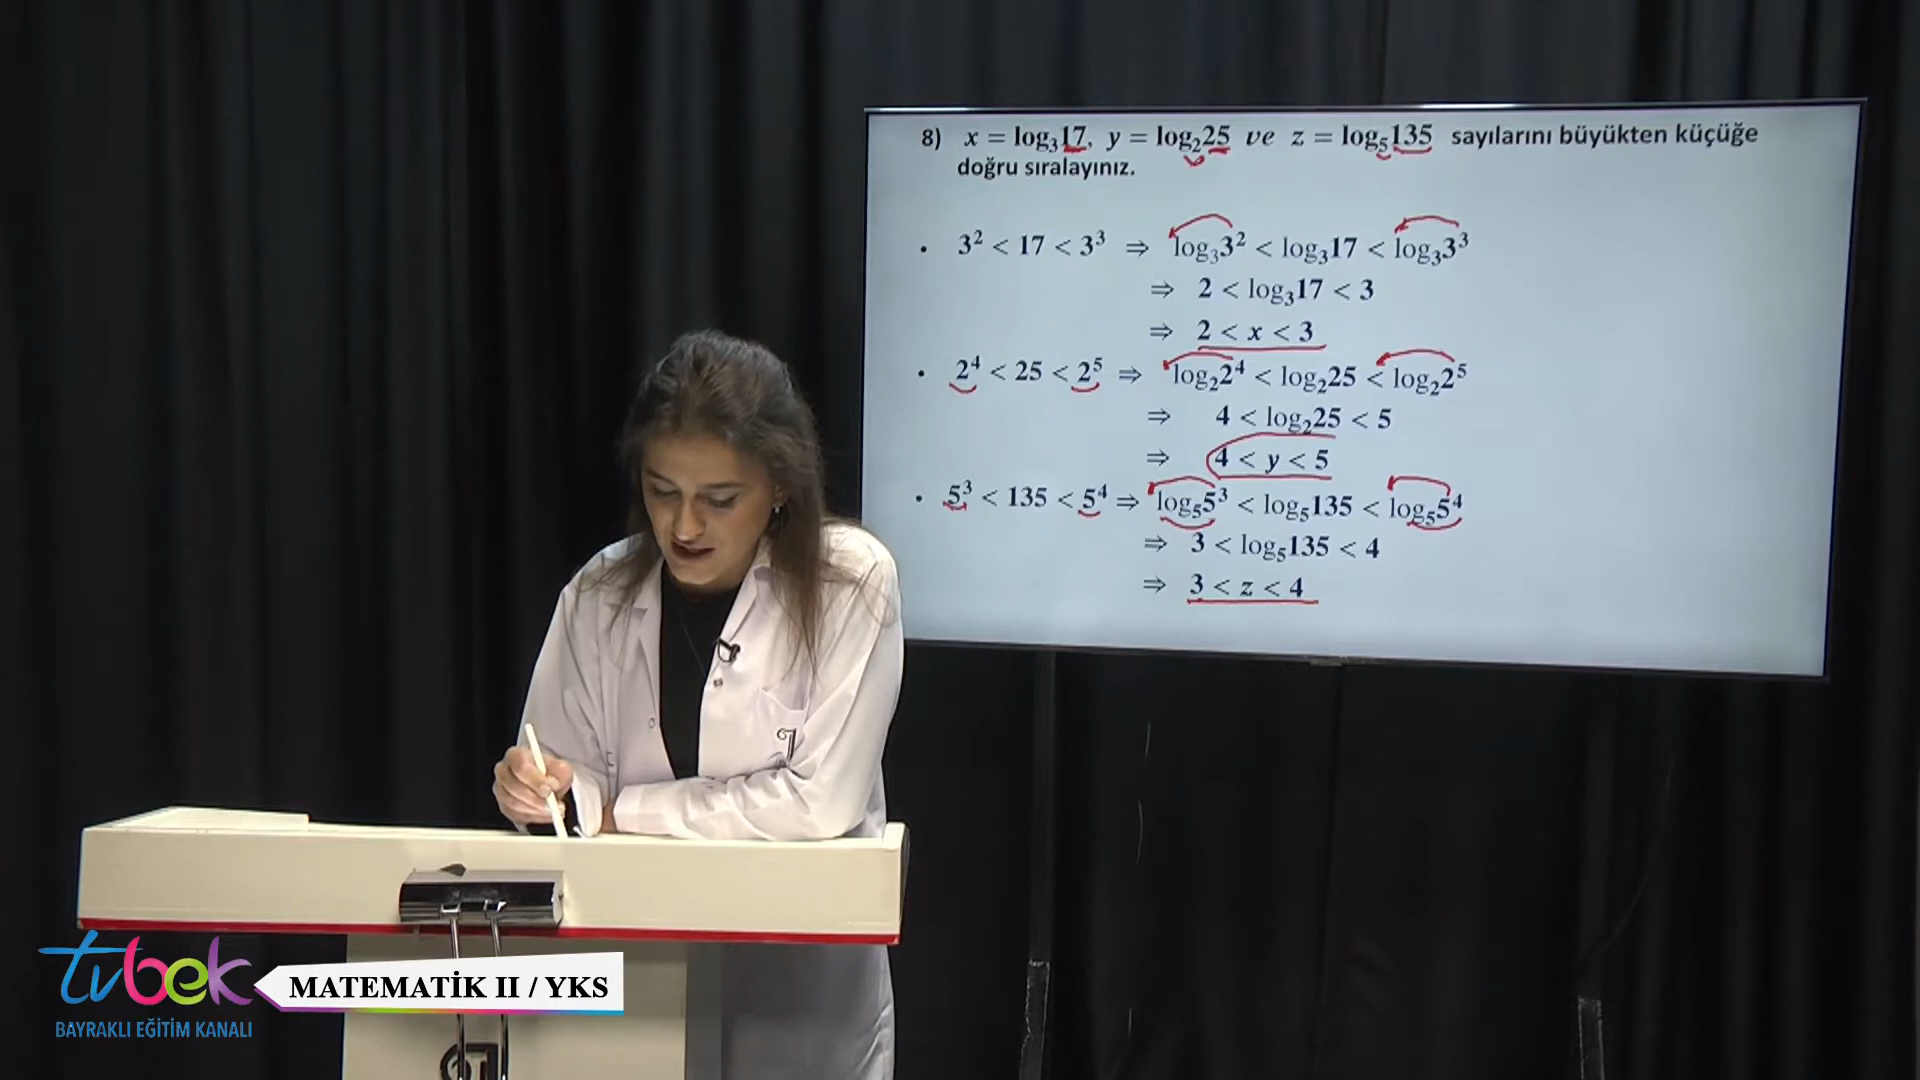 8) x = log₃17, y = log₂25 ve z = log₅135 sayılarını büyükten küçüğe
doğru sıralayınız.
• 3² < 17 < 3³ ⇒ log₃3² < log₃17 < log₃3³
⇒ 2 < log₃17 < 3
⇒ 2 < x < 3
• 2⁴ < 25 < 2⁵ ⇒ log₂2⁴ < log₂25 < log₂2⁵
⇒ 4 < log₂25 < 5
⇒ 4 < y < 5
• 5³ < 135 < 5⁴ ⇒ log₅5³ < log₅135 < log₅5⁴
⇒ 3 < log₅135 < 4
⇒ 3 < z < 4
tvbek
MATEMATİK II / YKS
BAYRAKLI EĞİTİM KANALI